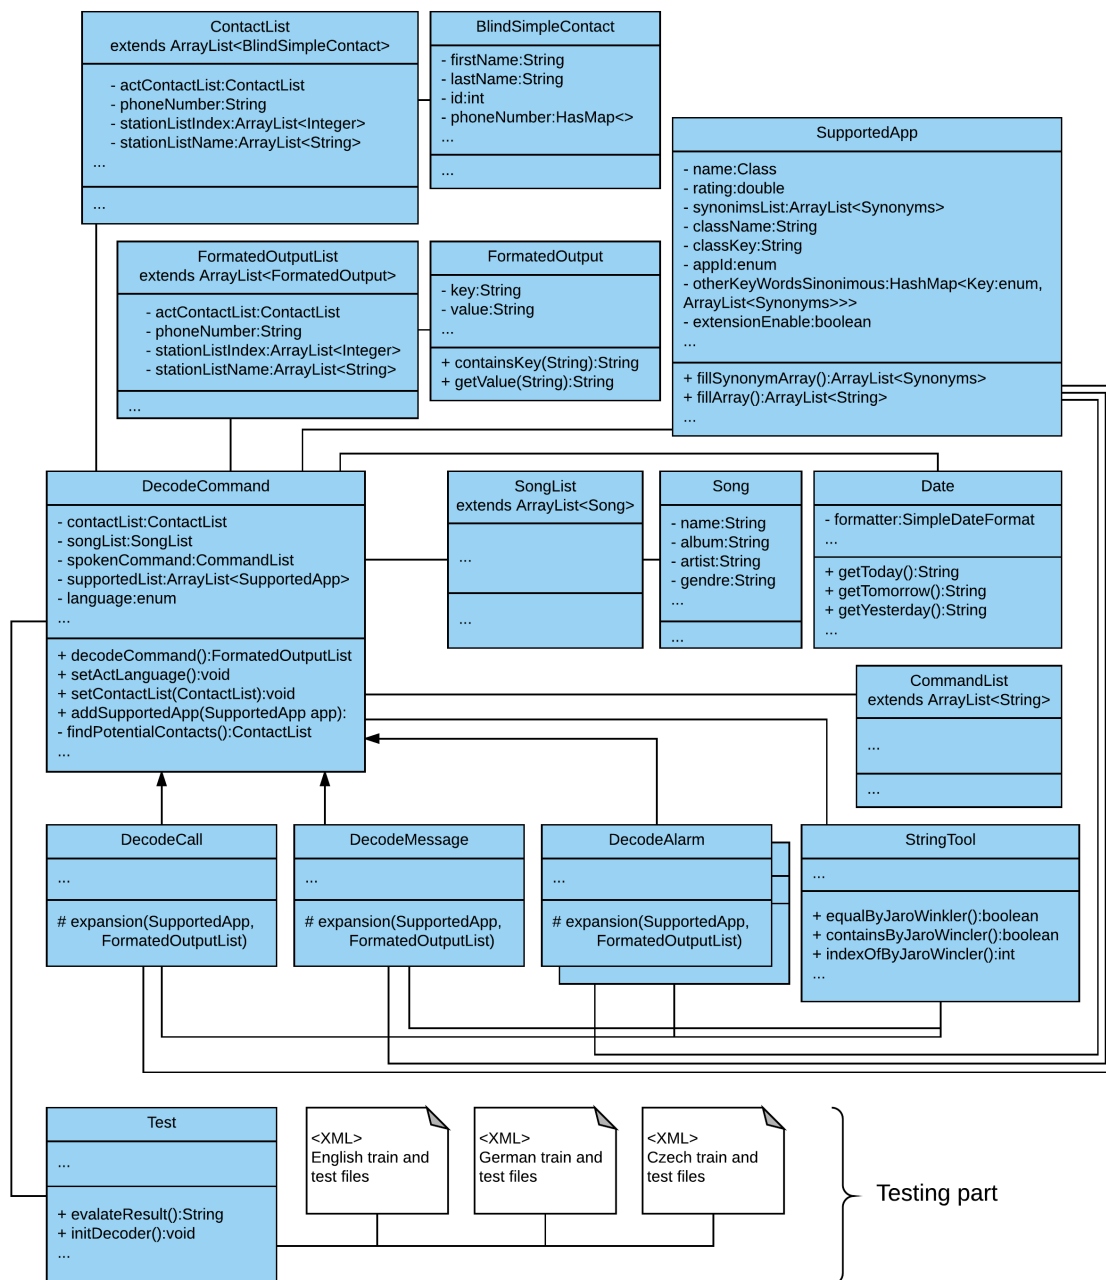 ContactList
extends ArrayList<BlindSimpleContact>
- actContactList:ContactList
- phoneNumber:String
- stationListIndex:ArrayList<Integer>
- stationListName:ArrayList<String>
...
...
BlindSimpleContact
- firstName:String
- lastName:String
- id:int
- phoneNumber:HasMap<>
...
...
SupportedApp
- name:Class
- rating:double
- synonimsList:ArrayList<Synonyms>
- className:String
- classKey:String
- appId:enum
- otherKeyWordsSinonimous:HashMap<Key:enum,
ArrayList<Synonyms>>>
- extensionEnable:boolean
...
+ fillSynonymArray():ArrayList<Synonyms>
+ fillArray():ArrayList<String>
...
FormatedOutputList
extends ArrayList<FormatedOutput>
- actContactList:ContactList
- phoneNumber:String
- stationListIndex:ArrayList<Integer>
- stationListName:ArrayList<String>
...
FormatedOutput
- key:String
- value:String
...
+ containsKey(String):String
+ getValue(String):String
DecodeCommand
- contactList:ContactList
- songList:SongList
- spokenCommand:CommandList
- supportedList:ArrayList<SupportedApp>
- language:enum
...
+ decodeCommand():FormatedOutputList
+ setActLanguage():void
+ setContactList(ContactList):void
+ addSupportedApp(SupportedApp app):
- findPotentialContacts():ContactList
...
SongList
extends ArrayList<Song>
...
...
Song
- name:String
- album:String
- artist:String
- gendre:String
...
...
Date
- formatter:SimpleDateFormat
...
+ getToday():String
+ getTomorrow():String
+ getYesterday():String
...
CommandList
extends ArrayList<String>
...
...
DecodeCall
...
# expansion(SupportedApp,
FormatedOutputList)
DecodeMessage
...
# expansion(SupportedApp,
FormatedOutputList)
DecodeAlarm
...
# expansion(SupportedApp,
FormatedOutputList)
StringTool
...
+ equalByJaroWinkler():boolean
+ containsByJaroWincler():boolean
+ indexOfByJaroWincler():int
...
Test
...
+ evalateResult():String
+ initDecoder():void
...
<XML>
English train and
test files
<XML>
German train and
test files
<XML>
Czech train and
test files
Testing part